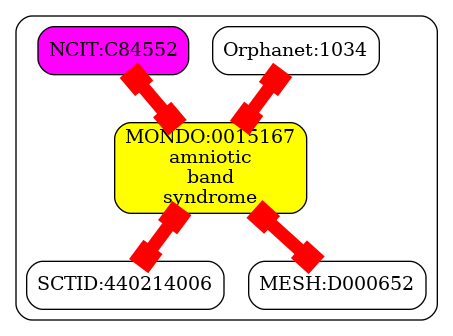 NCIT:C84552
Orphanet:1034
MONDO:0015167
amniotic
band
syndrome
SCTID:440214006
MESH:D000652